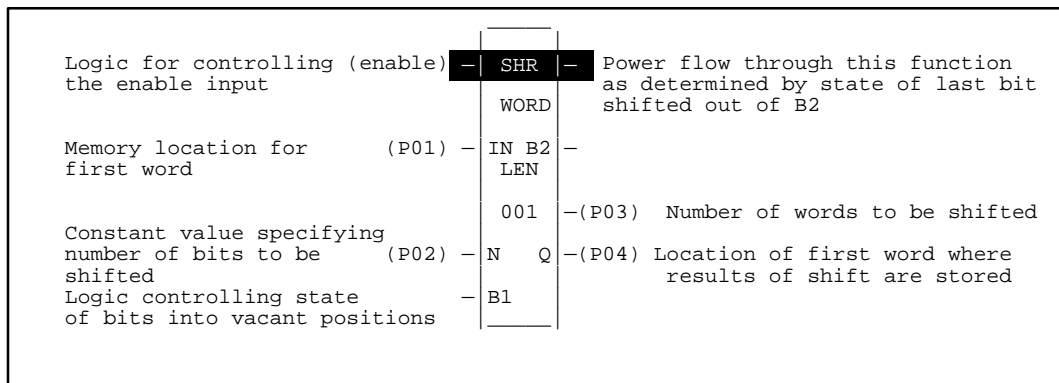 Logic for controlling (enable) – SHR – Power flow through this function
the enable input as determined by state of last bit
WORD shifted out of B2
Memory location for (P01) – IN B2 –
first word LEN
001 –(P03) Number of words to be shifted
Constant value specifying
number of bits to be (P02) – N Q –(P04) Location of first word where
shifted results of shift are stored
Logic controlling state – B1
of bits into vacant positions